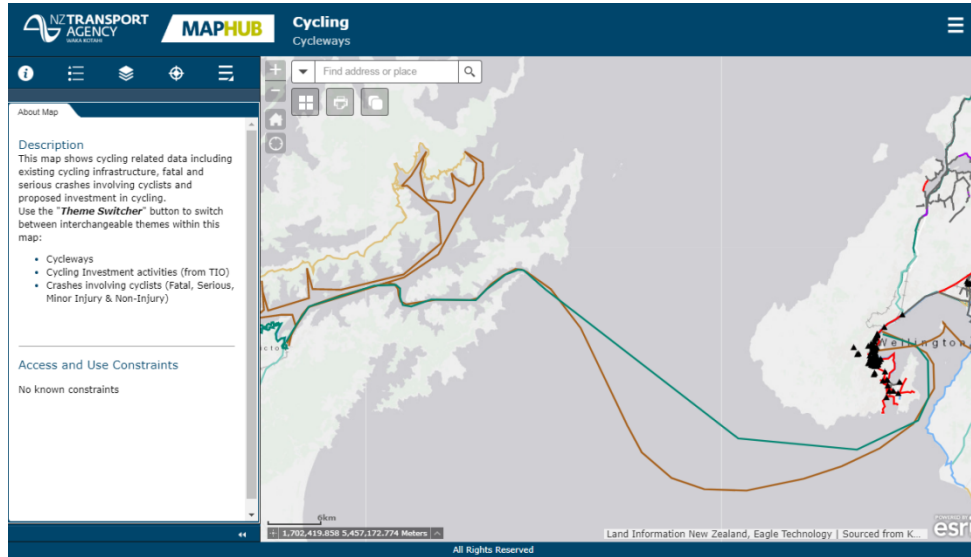 NZTRANSPORT
AGENCY
WAKA KOTAHI
MAPHUB
Cycling
Cycleways
Find address or place
About Map
Description
This map shows cycling related data including
existing cycling infrastructure, fatal and
serious crashes involving cyclists and
proposed investment in cycling.
Use the "Theme Switcher" button to switch
between interchangeable themes within this
map:
• Cycleways
• Cycling Investment activities (from TIO)
• Crashes involving cyclists (Fatal, Serious,
Minor Injury & Non-Injury)
Access and Use Constraints
No known constraints
Wellington
6km
1,702,419.858 5,457,172.774 Meters
Land Information New Zealand, Eagle Technology | Sourced from K...
esri
All Rights Reserved